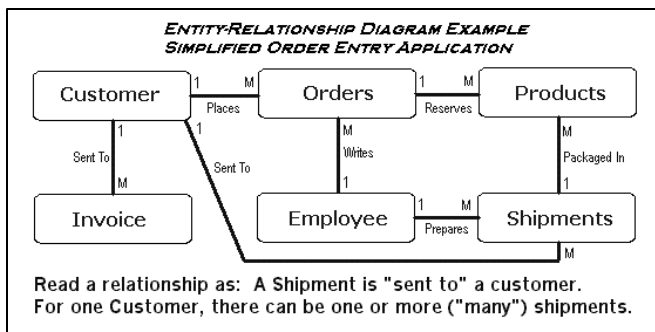 ENTITY-RELATIONSHIP DIAGRAM EXAMPLE
SIMPLIFIED ORDER ENTRY APPLICATION
Customer 1 Places M Orders 1 Reserves M Products
1 1 M M
Sent To Sent To Writes Packaged In
M 1 1
Invoice Employee 1 Prepares M Shipments
M
Read a relationship as: A Shipment is "sent to" a customer.
For one Customer, there can be one or more ("many") shipments.